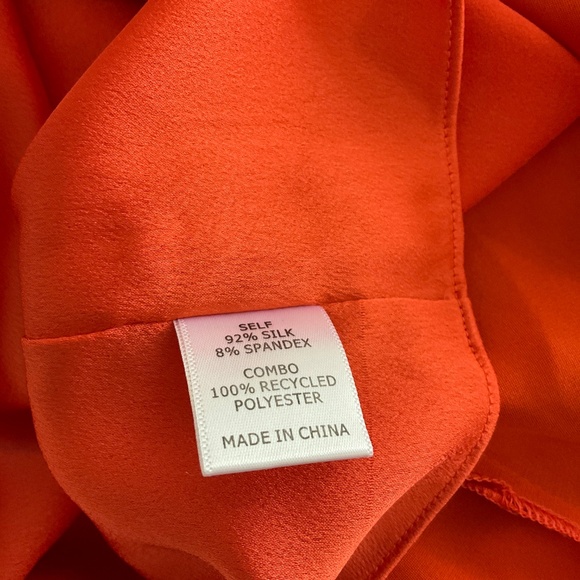 SELF
92% SILK
8% SPANDEX
COMBO
100% RECYCLED
POLYESTER
MADE IN CHINA